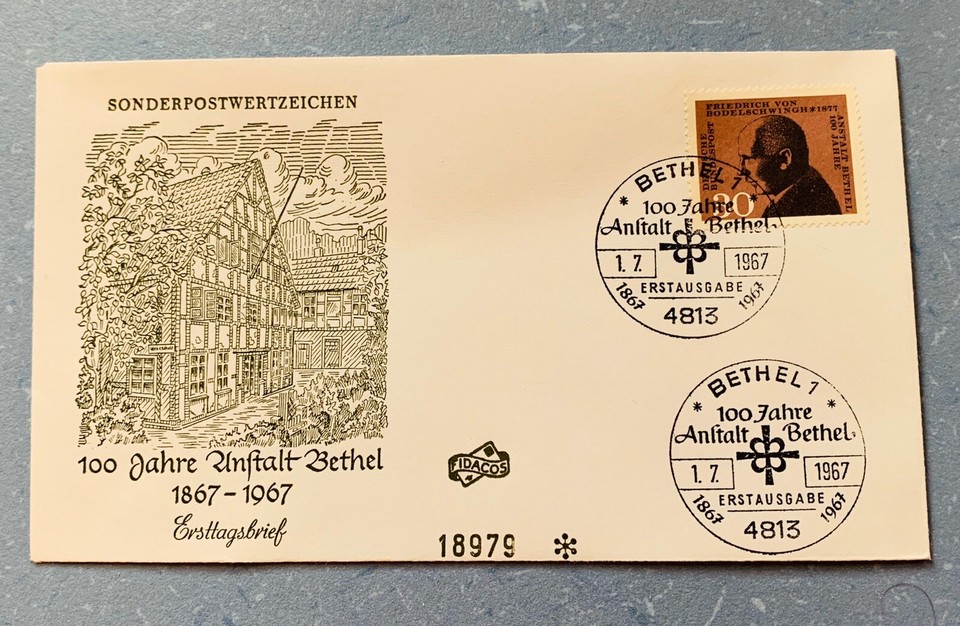 SONDERPOSTWERTZEICHEN
100 Jahre Anſtalt Bethel
1867 - 1967
Ersttagsbrief
FIDACOS
18979
FRIEDRICH VON
BODELSCHWINGH*1877
DEUTSCHE
BUNDESPOST
100 JAHRE
ANSTALT BETHEL
30
BETHEL 1
100 Jahre
Anſtalt Bethel
1. 7. 1967
ERSTAUSGABE
1867 1967
4813
BETHEL 1
100 Jahre
Anſtalt Bethel
1. 7. 1967
ERSTAUSGABE
1867 1967
4813